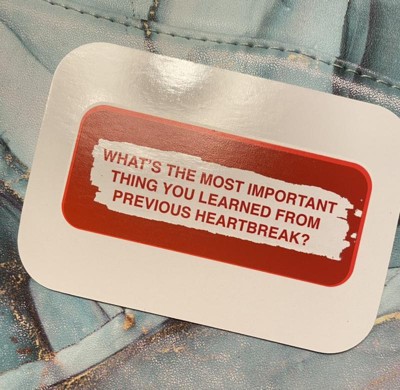 WHAT'S THE MOST IMPORTANT
THING YOU LEARNED FROM
PREVIOUS HEARTBREAK?